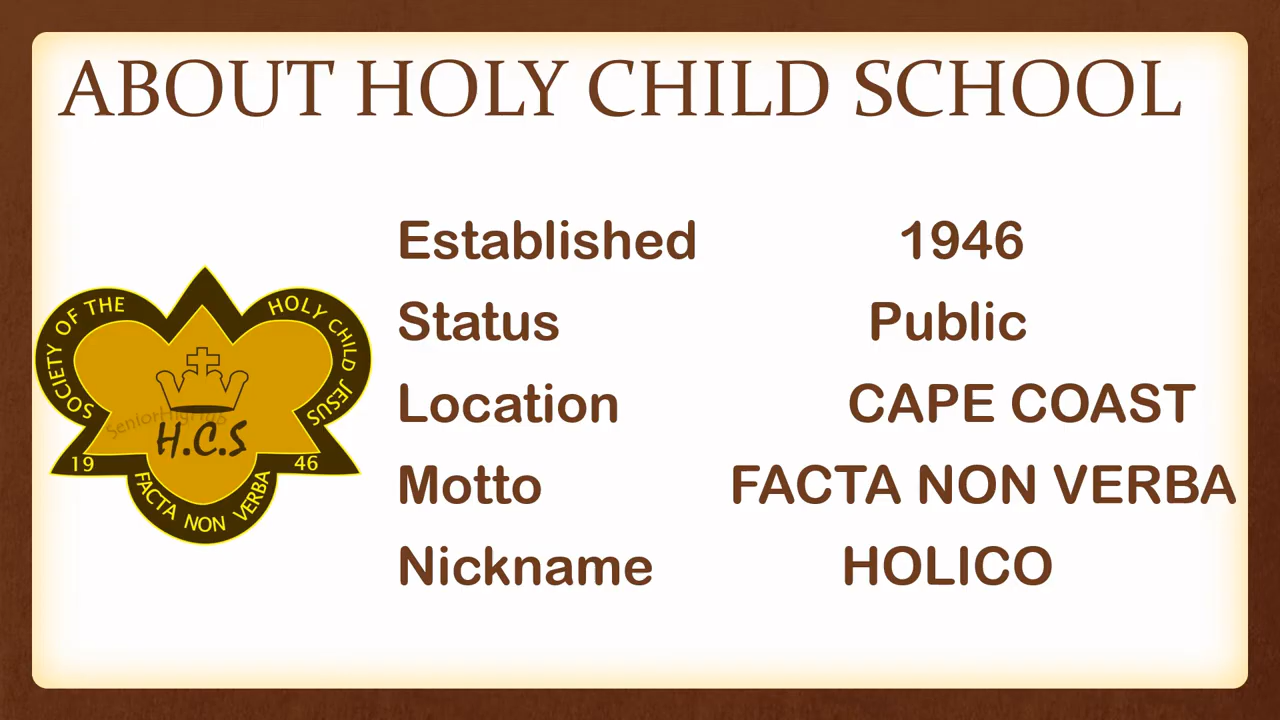 ABOUT HOLY CHILD SCHOOL
Established 1946
Status Public
Location CAPE COAST
Motto FACTA NON VERBA
Nickname HOLICO
SOCIETY OF THE HOLY CHILD JESUS
H.C.S
19 46
FACTA NON VERBA